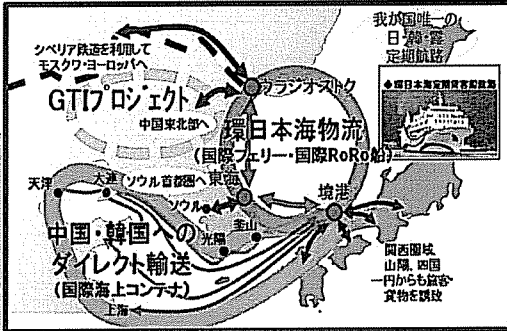 我が国唯一の
日・韓・露
定期航路
シベリア鉄道を利用して
モスクワ・ヨーロッパへ
ウラジオストク
GTIプロジェクト
中国東北部へ
環日本海物流
(国際フェリー・国際RoRo船)
天津
大連
ソウル首都圏へ
東海
ソウル
境港
釜山
光陽
中国・韓国への
ダイレクト輸送
(国際海上コンテナ)
上海
関西圏域、
山陽、四国
一円からも旅客・
貨物を誘致